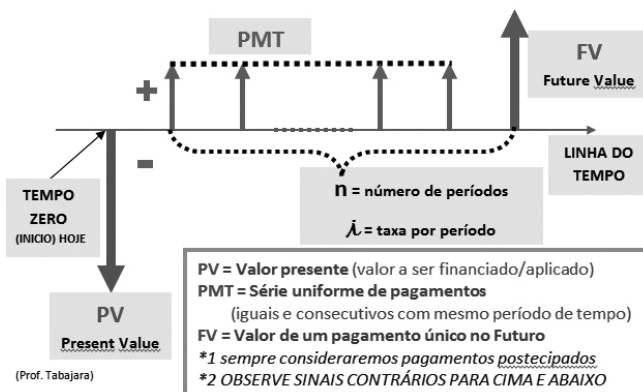 PMT
FV
Future Value
+
-
LINHA DO
TEMPO
TEMPO
ZERO
(INICIO) HOJE
n = número de períodos
i = taxa por período
PV
Present Value
(Prof. Tabajara)
PV = Valor presente (valor a ser financiado/aplicado)
PMT = Série uniforme de pagamentos
(iguais e consecutivos com mesmo período de tempo)
FV = Valor de um pagamento único no Futuro
*1 sempre consideraremos pagamentos postecipados
*2 OBSERVE SINAIS CONTRÁRIOS PARA CIMA E ABAIXO